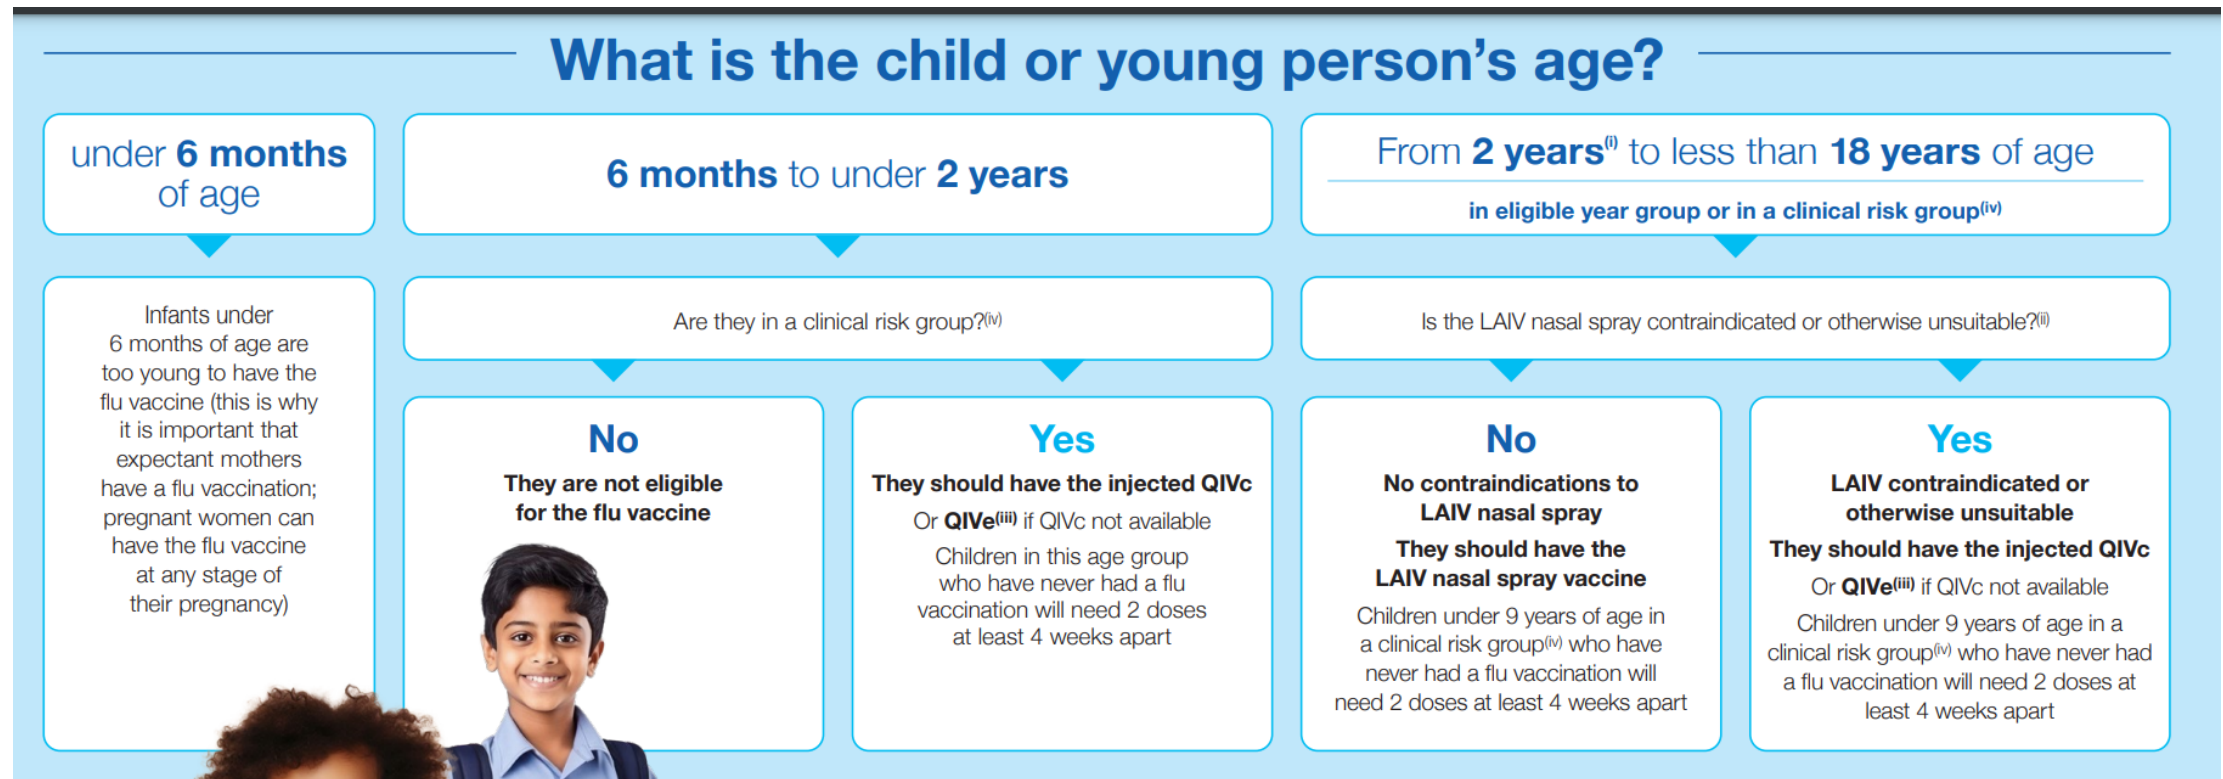 What is the child or young person's age?
under 6 months
of age
Infants under
6 months of age are
too young to have the
flu vaccine (this is why
it is important that
expectant mothers
have a flu vaccination;
pregnant women can
have the flu vaccine
at any stage of
their pregnancy)
6 months to under 2 years
Are they in a clinical risk group?(iv)
No
They are not eligible
for the flu vaccine
Yes
They should have the injected QIVc
Or QIVe(iii) if QIVc not available
Children in this age group
who have never had a flu
vaccination will need 2 doses
at least 4 weeks apart
From 2 years(i) to less than 18 years of age
in eligible year group or in a clinical risk group(iv)
Is the LAIV nasal spray contraindicated or otherwise unsuitable?(ii)
No
No contraindications to
LAIV nasal spray
They should have the
LAIV nasal spray vaccine
Children under 9 years of age in
a clinical risk group(iv) who have
never had a flu vaccination will
need 2 doses at least 4 weeks apart
Yes
LAIV contraindicated or
otherwise unsuitable
They should have the injected QIVc
Or QIVe(iii) if QIVc not available
Children under 9 years of age in a
clinical risk group(iv) who have never had
a flu vaccination will need 2 doses at
least 4 weeks apart